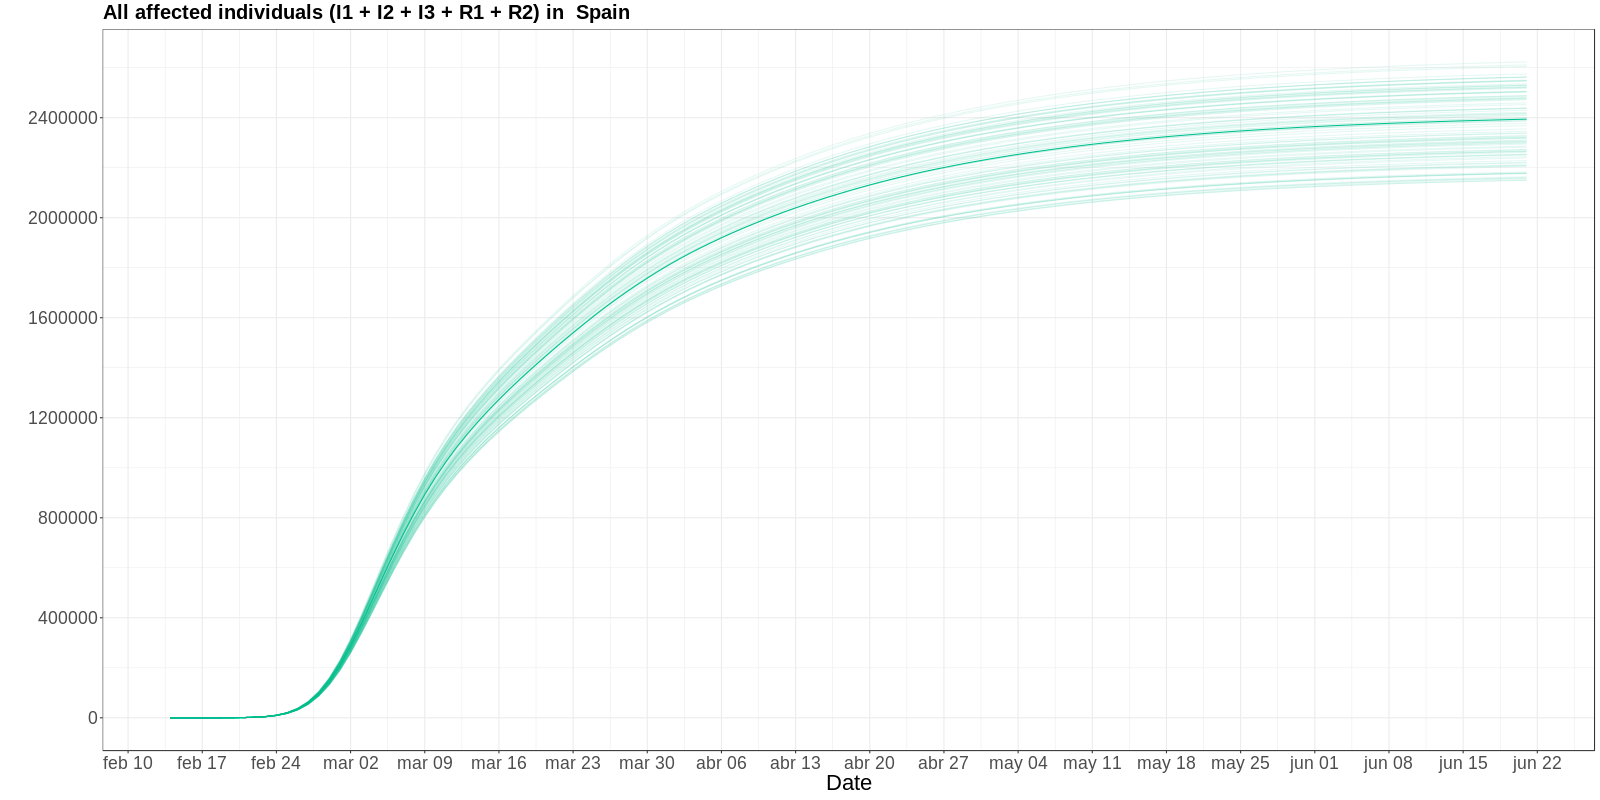 All affected individuals (I1 + I2 + I3 + R1 + R2) in  Spain
2400000
2000000
1600000
1200000
800000
400000
0
feb 10 feb 17 feb 24 mar 02 mar 09 mar 16 mar 23 mar 30 abr 06 abr 13 abr 20 abr 27 may 04 may 11 may 18 may 25 jun 01 jun 08 jun 15 jun 22
Date